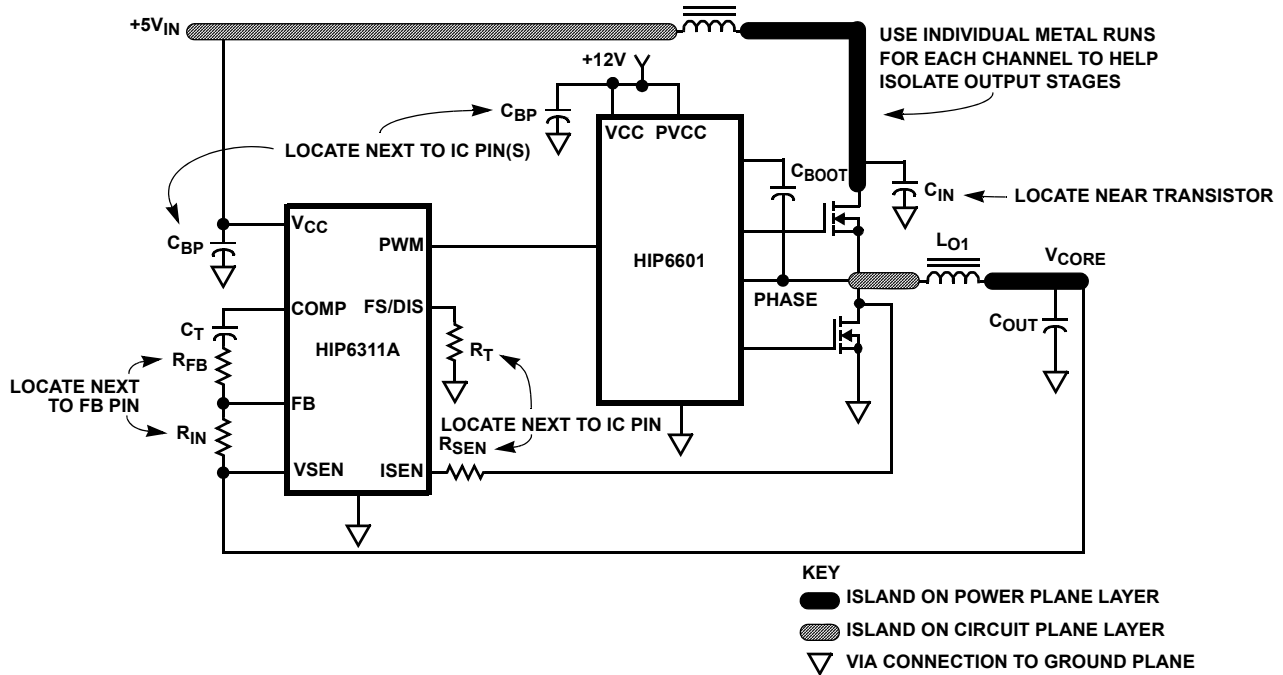 +5VIN
USE INDIVIDUAL METAL RUNS
FOR EACH CHANNEL TO HELP
ISOLATE OUTPUT STAGES
+12V
CBP
VCC PVCC
LOCATE NEXT TO IC PIN(S)
CBOOT
CIN
LOCATE NEAR TRANSISTOR
CBP
VCC
PWM
HIP6601
LO1
VCORE
PHASE
COMP
FS/DIS
CT
RFB
HIP6311A
RT
COUT
LOCATE NEXT
TO FB PIN
FB
RIN
LOCATE NEXT TO IC PIN
RSEN
VSEN
ISEN
KEY
ISLAND ON POWER PLANE LAYER
ISLAND ON CIRCUIT PLANE LAYER
VIA CONNECTION TO GROUND PLANE